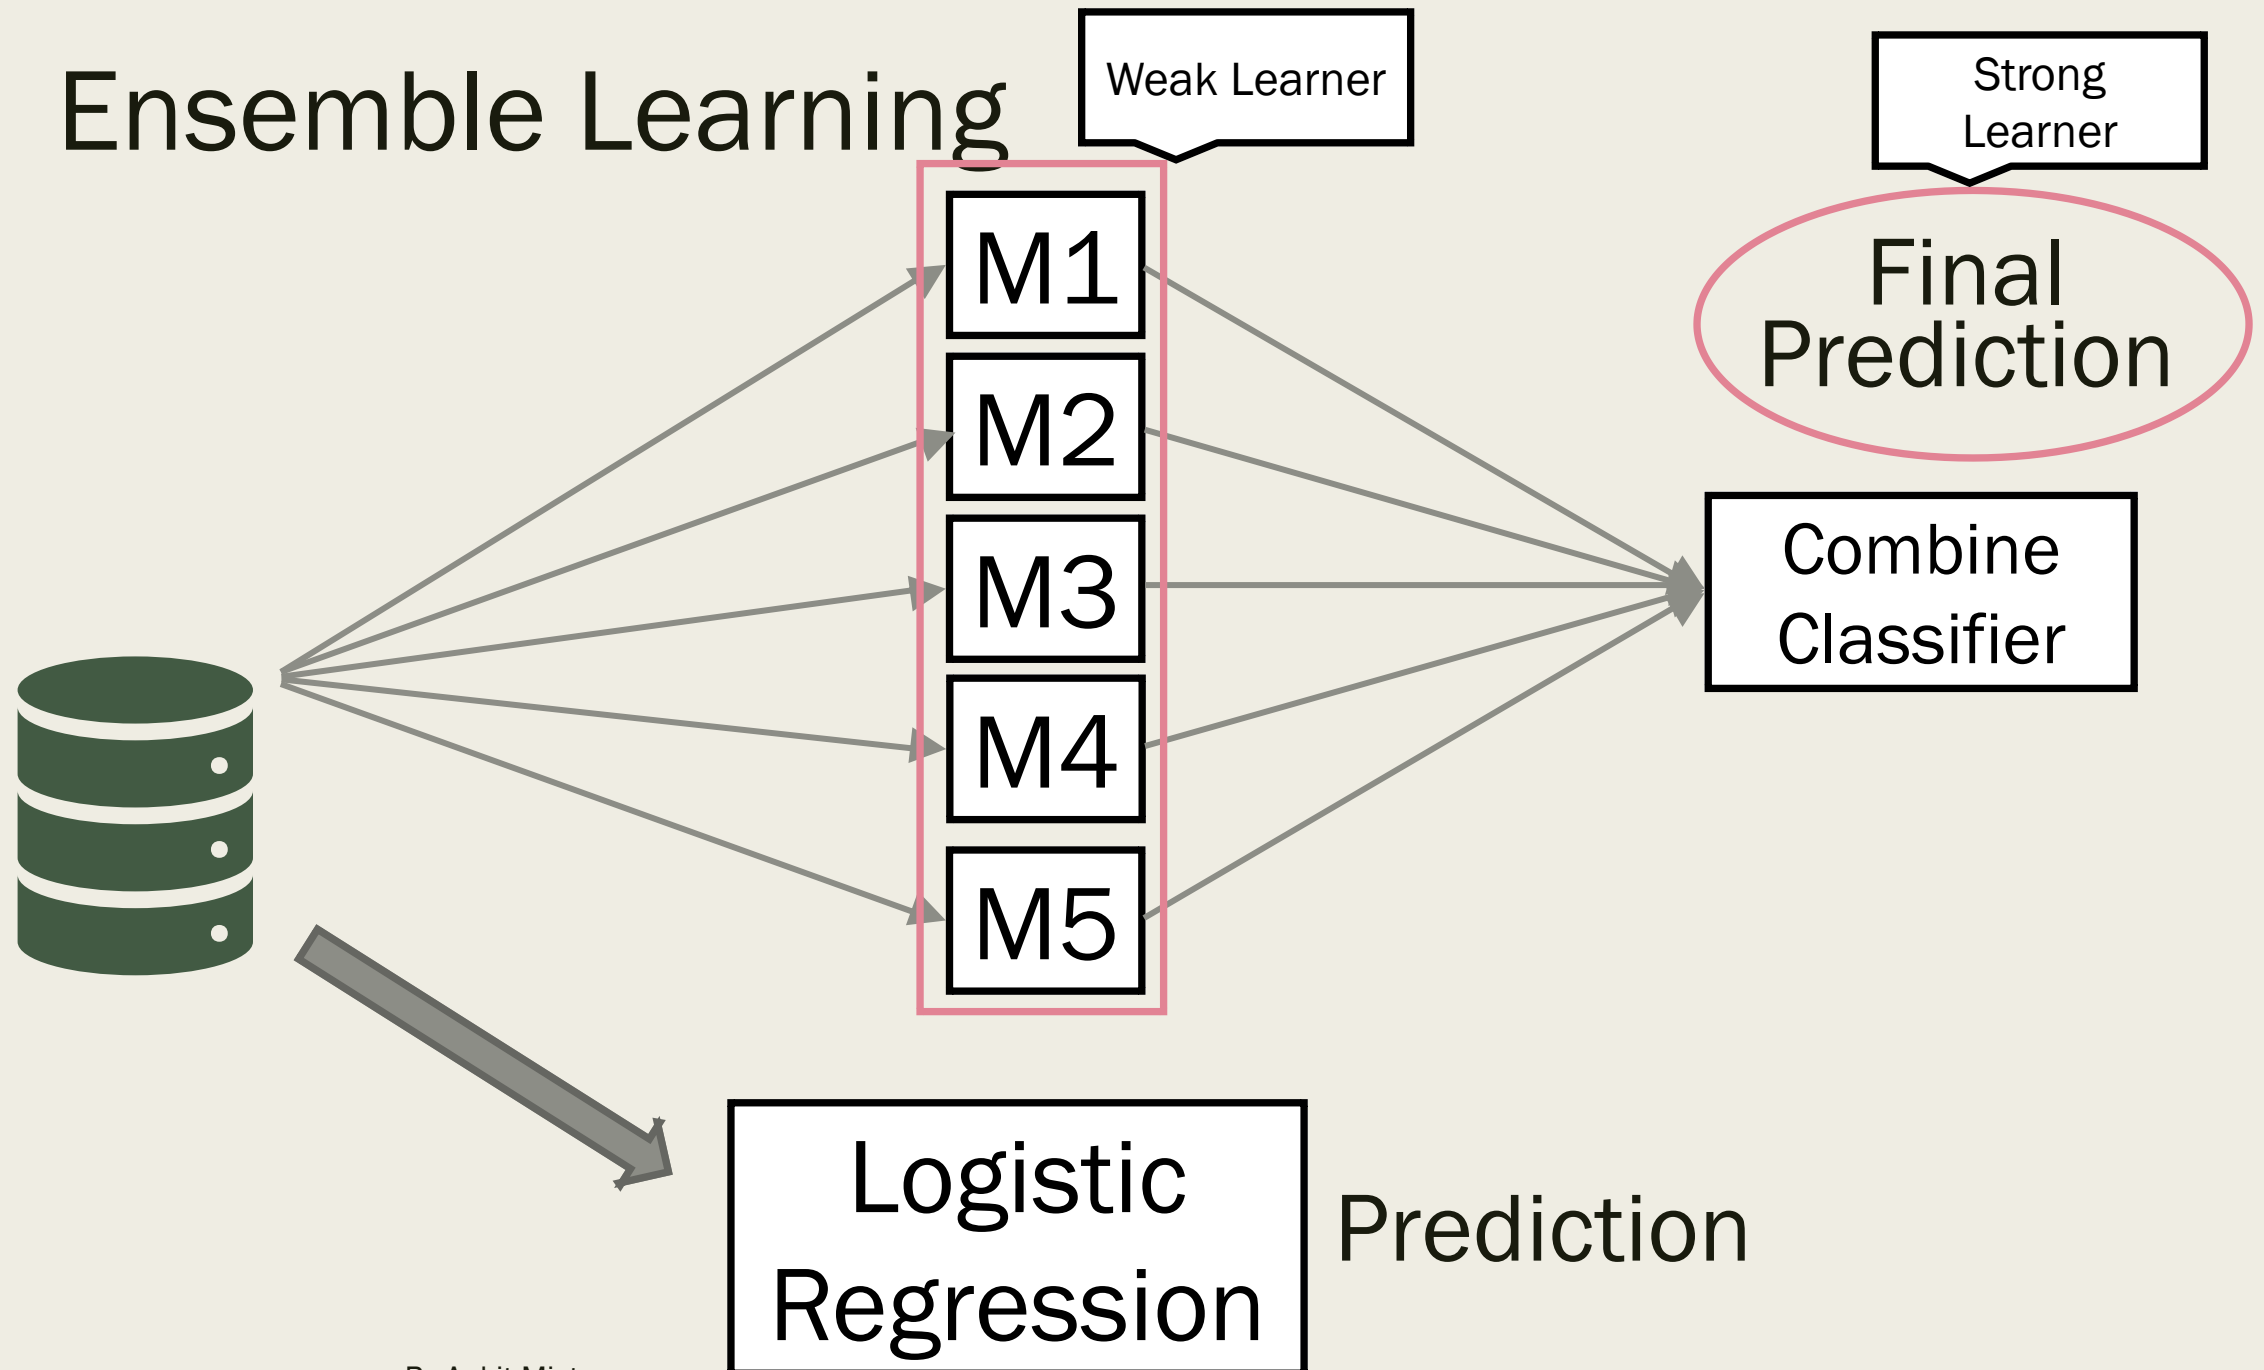 Ensemble Learning
Weak Learner
Strong
Learner
M1
M2
M3
M4
M5
Final
Prediction
Combine
Classifier
Logistic
Regression
Prediction